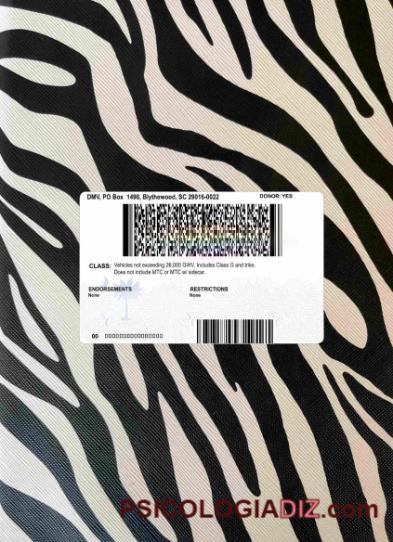 DMV, PO Box 1498, Blythewood, SC 29016-0022 DONOR: YES
CLASS: Vehicles not exceeding 26,000 GWV. Includes Class G and trike.
Does not include MTC or MTC w/ sidecar.
ENDORSEMENTS RESTRICTIONS
None None
00 0000000000000000
PSICOLOGIADIZ.com